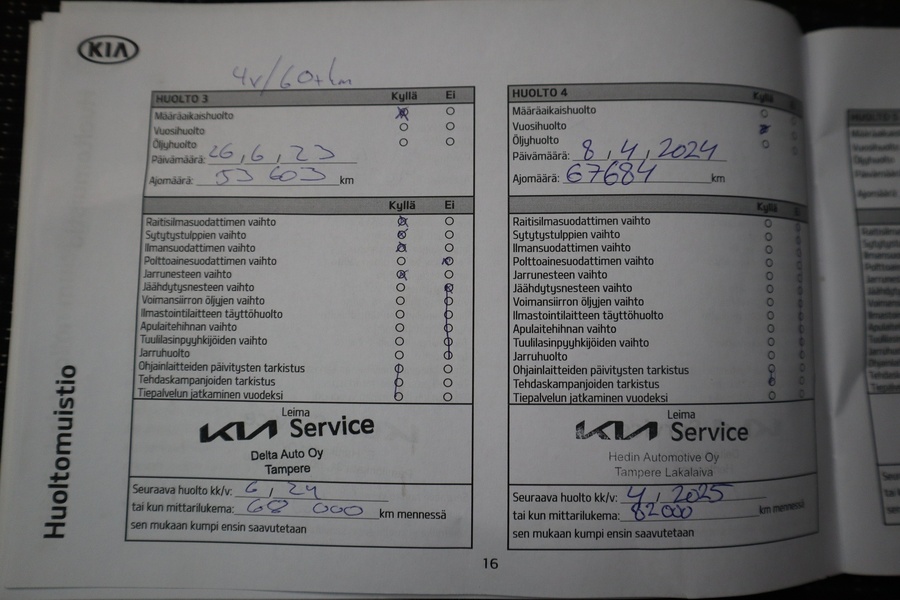 KIA
4v/60tkm
HUOLTO 3 Kyllä Ei
Määräaikaishuolto
Vuosihuolto
Öljyhuolto
Päivämäärä: 26, 6, 23
Ajomäärä: 53 603 km
Kyllä Ei
Raitisilmasuodattimen vaihto
Sytytystulppien vaihto
Ilmansuodattimen vaihto
Polttoainesuodattimen vaihto
Jarrunesteen vaihto
Jäähdytysnesteen vaihto
Voimansiirron öljyjen vaihto
Ilmastointilaitteen täyttöhuolto
Apulaitehihnan vaihto
Tuulilasinpyyhkijöiden vaihto
Jarruhuolto
Ohjainlaitteiden päivitysten tarkistus
Tehdaskampanjoiden tarkistus
Tiepalvelun jatkaminen vuodeksi
Leima
KIA Service
Delta Auto Oy
Tampere
Seuraava huolto kk/v: 6, 24
tai kun mittarilukema: 68 000 km mennessä
sen mukaan kumpi ensin saavutetaan
HUOLTO 4 Kyllä
Määräaikaishuolto
Vuosihuolto
Öljyhuolto
Päivämäärä: 8, 4, 2024
Ajomäärä: 67684 km
Kyllä
Raitisilmasuodattimen vaihto
Sytytystulppien vaihto
Ilmansuodattimen vaihto
Polttoainesuodattimen vaihto
Jarrunesteen vaihto
Jäähdytysnesteen vaihto
Voimansiirron öljyjen vaihto
Ilmastointilaitteen täyttöhuolto
Apulaitehihnan vaihto
Tuulilasinpyyhkijöiden vaihto
Jarruhuolto
Ohjainlaitteiden päivitysten tarkistus
Tehdaskampanjoiden tarkistus
Tiepalvelun jatkaminen vuodeksi
Leima
KIA Service
Hedin Automotive Oy
Tampere Lakalaiva
Seuraava huolto kk/v: 4, 2025
tai kun mittarilukema: 82000 km mennessä
sen mukaan kumpi ensin saavutetaan
Huoltomuistio
16